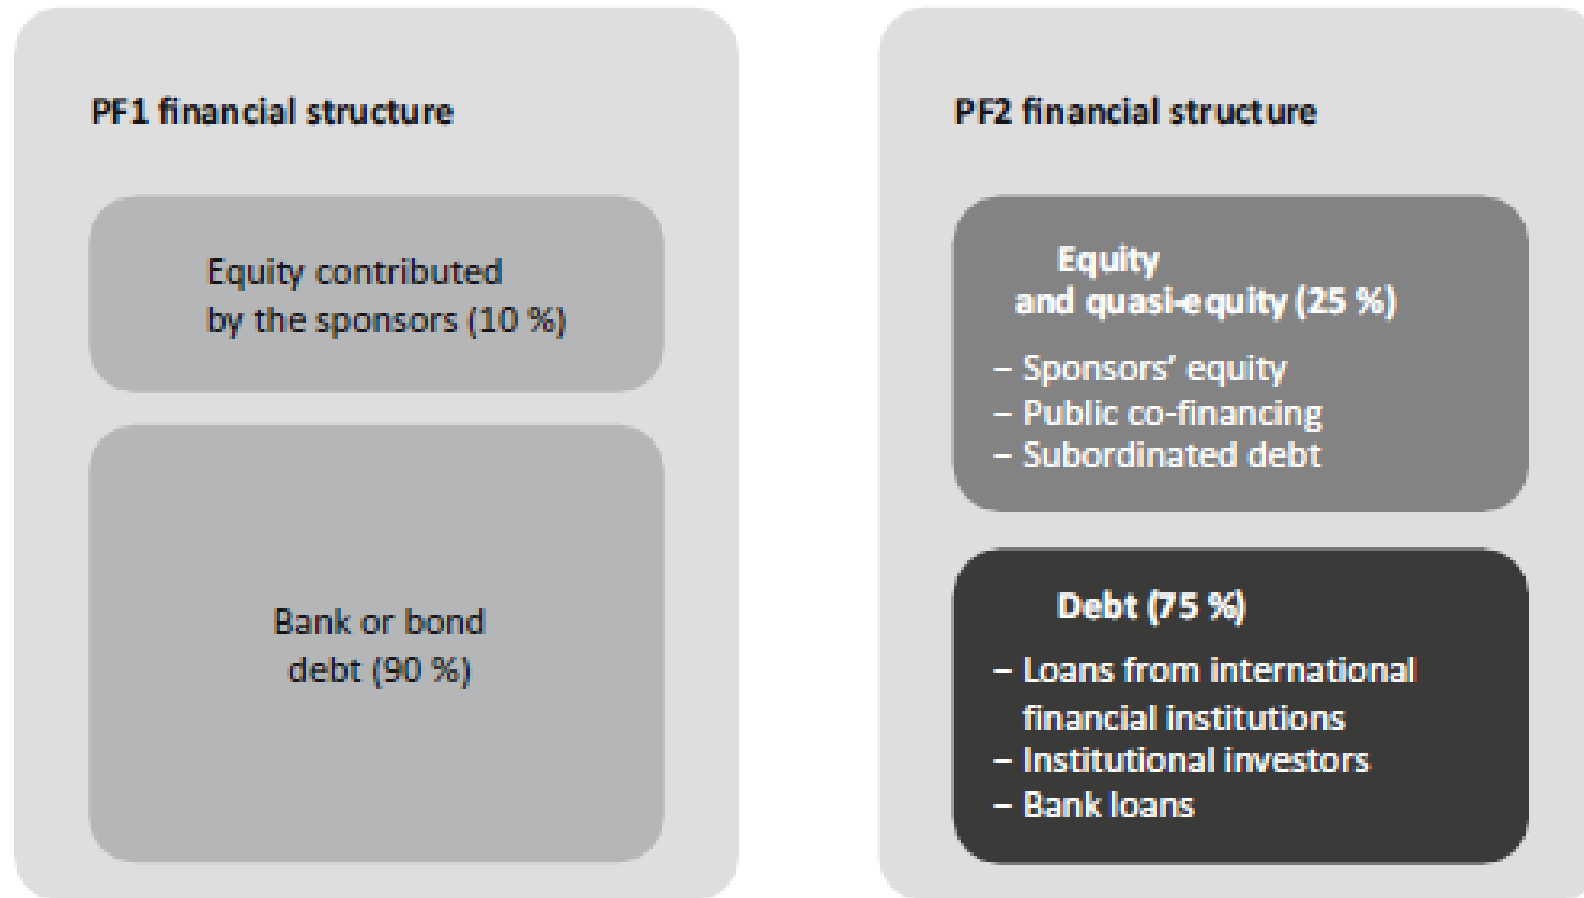 PF1 financial structure
Equity contributed
by the sponsors (10 %)
Bank or bond
debt (90 %)
PF2 financial structure
Equity
and quasi-equity (25 %)
– Sponsors’ equity
– Public co-financing
– Subordinated debt
Debt (75 %)
– Loans from international
financial institutions
– Institutional investors
– Bank loans